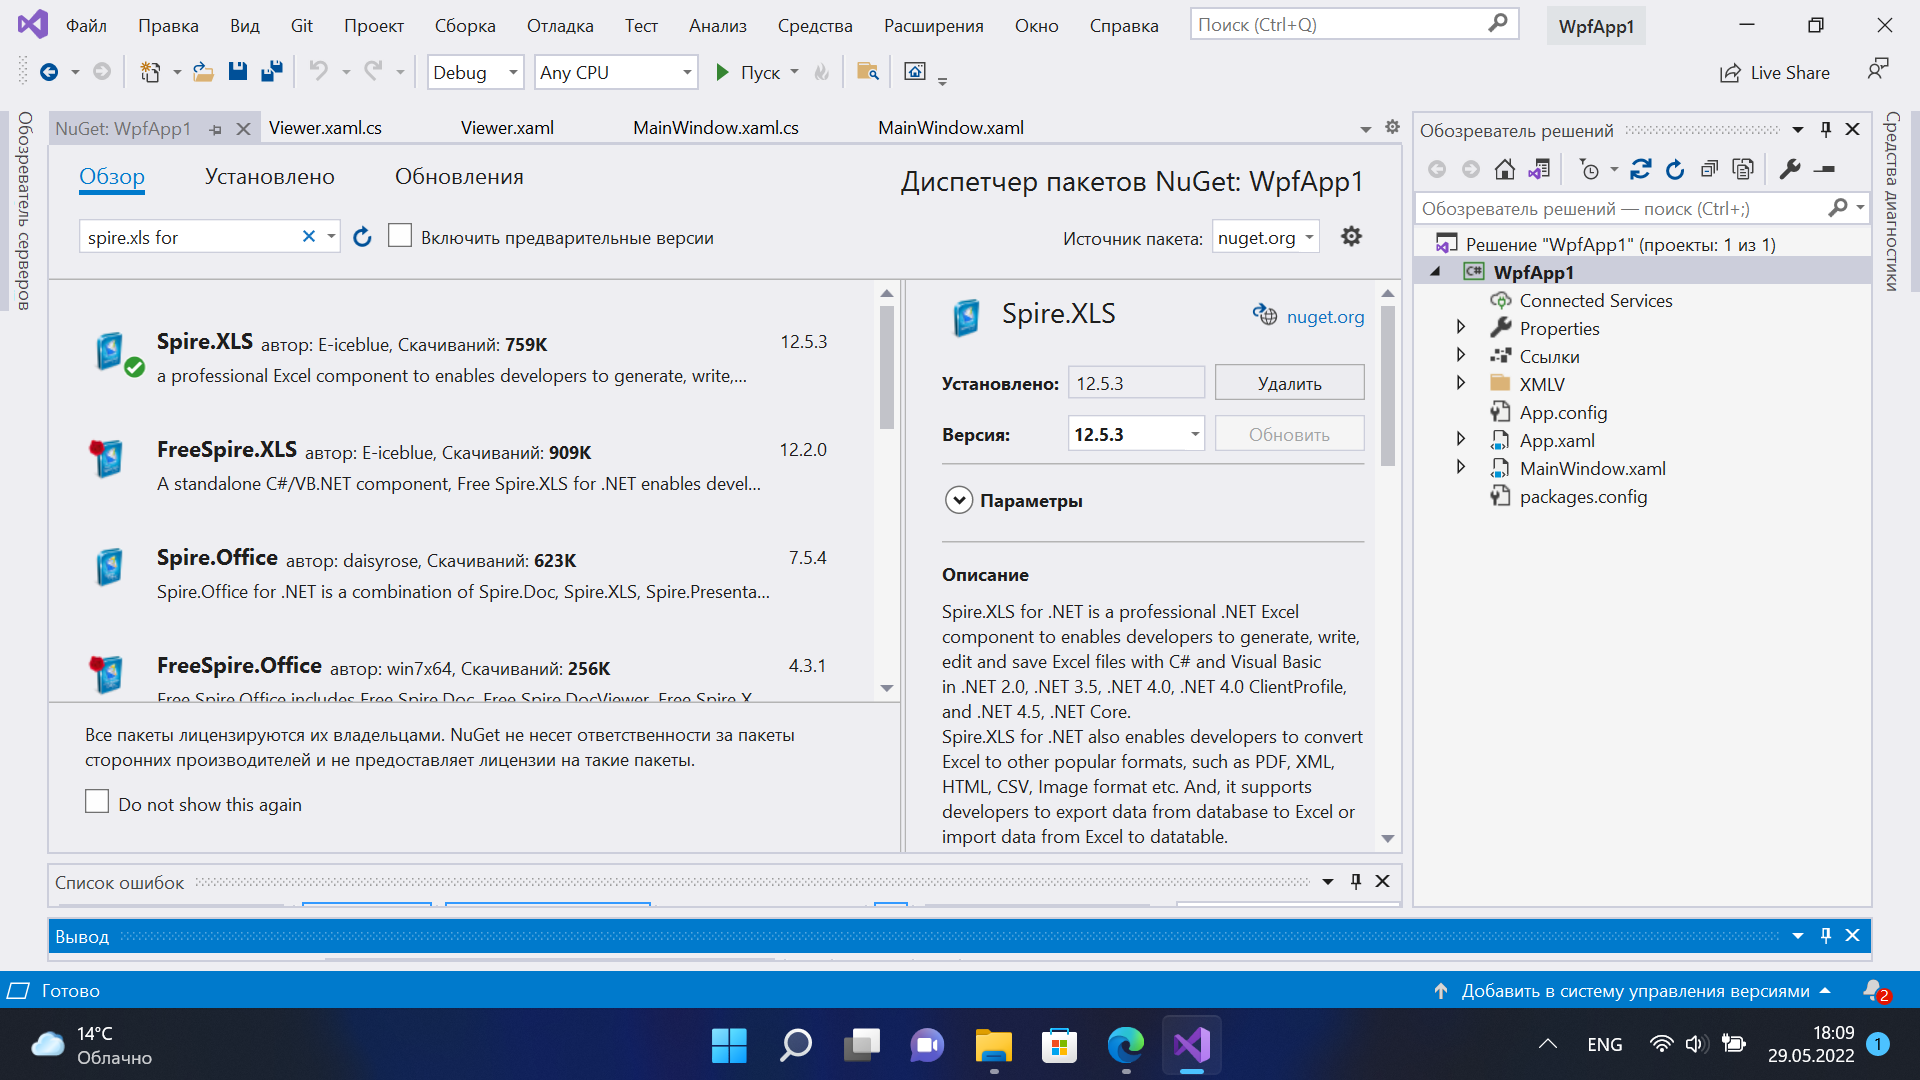 Файл Правка Вид Git Проект Сборка Отладка Тест Анализ Средства Расширения Окно Справка Поиск (Ctrl+Q) WpfApp1
Debug Any CPU Пуск Live Share
Обозреватель серверов
NuGet: WpfApp1 Viewer.xaml.cs Viewer.xaml MainWindow.xaml.cs MainWindow.xaml
Обзор Установлено Обновления
Диспетчер пакетов NuGet: WpfApp1
spire.xls for Включить предварительные версии
Источник пакета: nuget.org
Spire.XLS автор: E-iceblue, Скачиваний: 759K 12.5.3
a professional Excel component to enables developers to generate, write,...
FreeSpire.XLS автор: E-iceblue, Скачиваний: 909K 12.2.0
A standalone C#/VB.NET component, Free Spire.XLS for .NET enables devel...
Spire.Office автор: daisyrose, Скачиваний: 623K 7.5.4
Spire.Office for .NET is a combination of Spire.Doc, Spire.XLS, Spire.Presenta...
FreeSpire.Office автор: win7x64, Скачиваний: 256K 4.3.1
Free Spire.Office includes Free Spire.Doc, Free Spire.DocViewer, Free Spire.X
Все пакеты лицензируются их владельцами. NuGet не несет ответственности за пакеты
сторонних производителей и не предоставляет лицензии на такие пакеты.
Do not show this again
Spire.XLS nuget.org
Установлено: 12.5.3 Удалить
Версия: 12.5.3 Обновить
Параметры
Описание
Spire.XLS for .NET is a professional .NET Excel
component to enables developers to generate, write,
edit and save Excel files with C# and Visual Basic
in .NET 2.0, .NET 3.5, .NET 4.0, .NET 4.0 ClientProfile,
and .NET 4.5, .NET Core.
Spire.XLS for .NET also enables developers to convert
Excel to other popular formats, such as PDF, XML,
HTML, CSV, Image format etc. And, it supports
developers to export data from database to Excel or
import data from Excel to datatable.
Обозреватель решений
Обозреватель решений — поиск (Ctrl+;)
Решение "WpfApp1" (проекты: 1 из 1)
C# WpfApp1
Connected Services
Properties
Ссылки
XMLV
App.config
App.xaml
MainWindow.xaml
packages.config
Средства диагностики
Список ошибок
Вывод
Готово Добавить в систему управления версиями 2
14°C
Облачно
ENG
18:09
29.05.2022
1